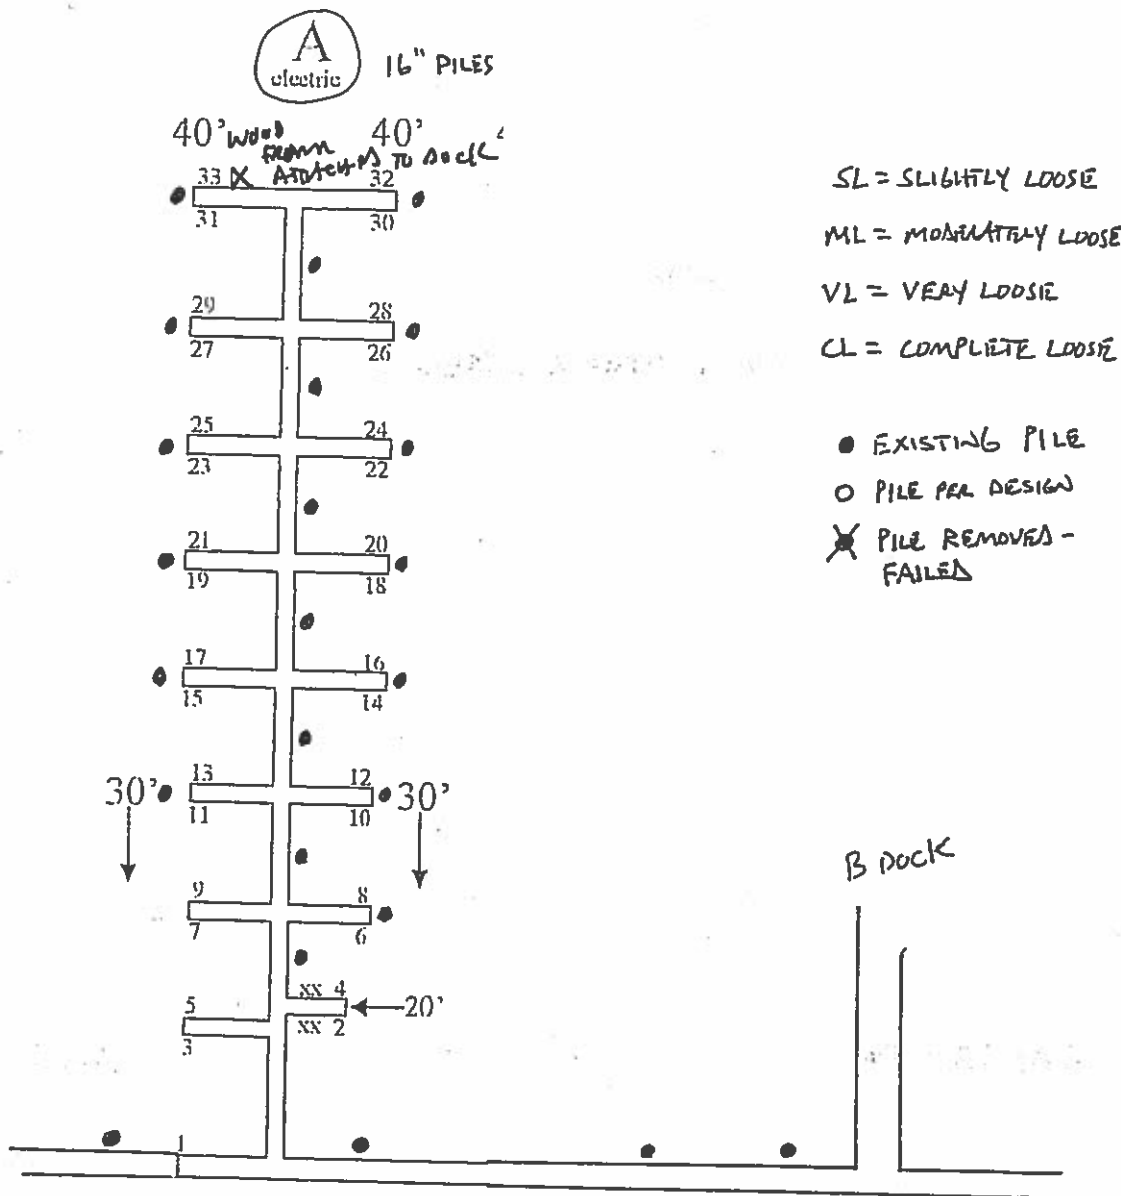 A
electric
16" PILES
40' 40'
WOOD
FRAM
ATTACHED TO DOCK
33 32
31 30
29 28
27 26
25 24
23 22
21 20
19 18
17 16
15 14
13 12
30' 30'
11 10
9 8
7 6
xx 4
5 20'
xx 2
3
1
SL = SLIGHTLY LOOSE
ML = MODERATELY LOOSE
VL = VERY LOOSE
CL = COMPLETE LOOSE
EXISTING PILE
PILE PER DESIGN
PILE REMOVED-
FAILED
B DOCK